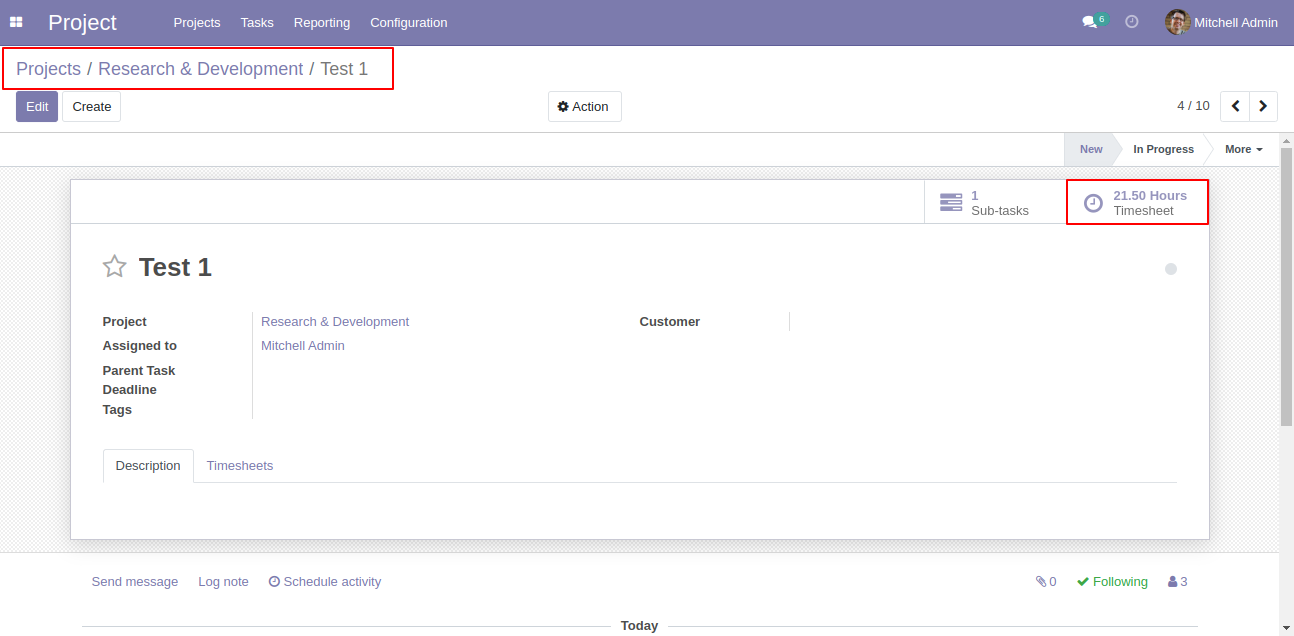 Project Projects Tasks Reporting Configuration 6 Mitchell Admin
Projects / Research & Development / Test 1
Edit Create Action 4 / 10
New In Progress More
1 21.50 Hours
Sub-tasks Timesheet
Test 1
Project Research & Development Customer
Assigned to Mitchell Admin
Parent Task
Deadline
Tags
Description Timesheets
Send message Log note Schedule activity 0 Following 3
Today